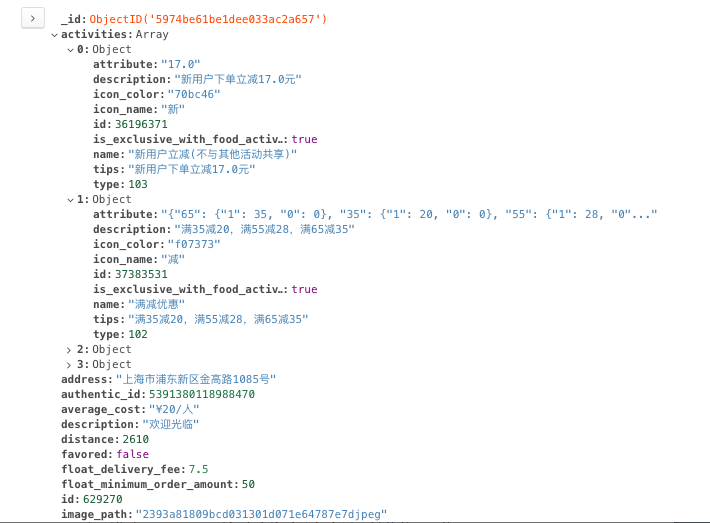 _id: ObjectID('5974be61be1dee033ac2a657')
activities: Array
0: Object
attribute: "17.0"
description: "新用户下单立减17.0元"
icon_color: "70bc46"
icon_name: "新"
id: 36196371
is_exclusive_with_food_activ…: true
name: "新用户立减(不与其他活动共享)"
tips: "新用户下单立减17.0元"
type: 103
1: Object
attribute: "{"65": {"1": 35, "0": 0}, "35": {"1": 20, "0": 0}, "55": {"1": 28, "0"..."
description: "满35减20，满55减28，满65减35"
icon_color: "f07373"
icon_name: "减"
id: 37383531
is_exclusive_with_food_activ…: true
name: "满减优惠"
tips: "满35减20，满55减28，满65减35"
type: 102
2: Object
3: Object
address: "上海市浦东新区金高路1085号"
authentic_id: 5391380118988470
average_cost: "¥20/人"
description: "欢迎光临"
distance: 2610
favored: false
float_delivery_fee: 7.5
float_minimum_order_amount: 50
id: 629270
image_path: "2393a81809bcd031301d071e64787e7djpeg"